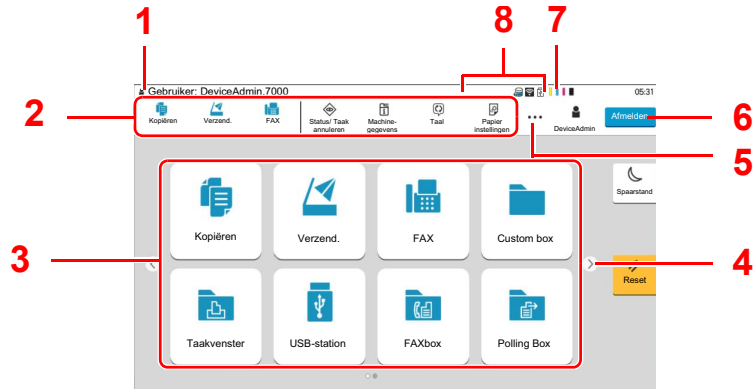 1
8
7
Gebruiker: DeviceAdmin.7000
05:31
2
Kopiëren
Verzend.
FAX
Status/ Taak
annuleren
Machine-
gegevens
Taal
Papier
instellingen
DeviceAdmin
Afmelden
6
5
Spaarstand
Kopiëren
Verzend.
FAX
Custom box
3
4
Reset
Taakvenster
USB-station
FAXbox
Polling Box